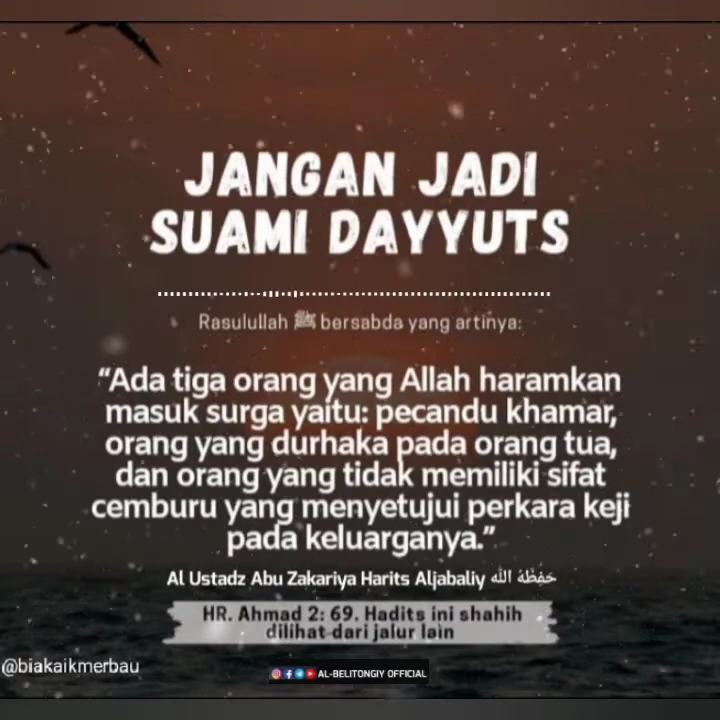 JANGAN JADI
SUAMI DAYYUTS
Rasulullah ﷺ bersabda yang artinya:
“Ada tiga orang yang Allah haramkan
masuk surga yaitu: pecandu khamar,
orang yang durhaka pada orang tua,
dan orang yang tidak memiliki sifat
cemburu yang menyetujui perkara keji
pada keluarganya.”
Al Ustadz Abu Zakariya Harits Aljabaliy حَفِظَهُ الله
HR. Ahmad 2: 69. Hadits ini shahih
dilihat dari jalur lain
@biakaikmerbau
AL-BELITONGIY OFFICIAL